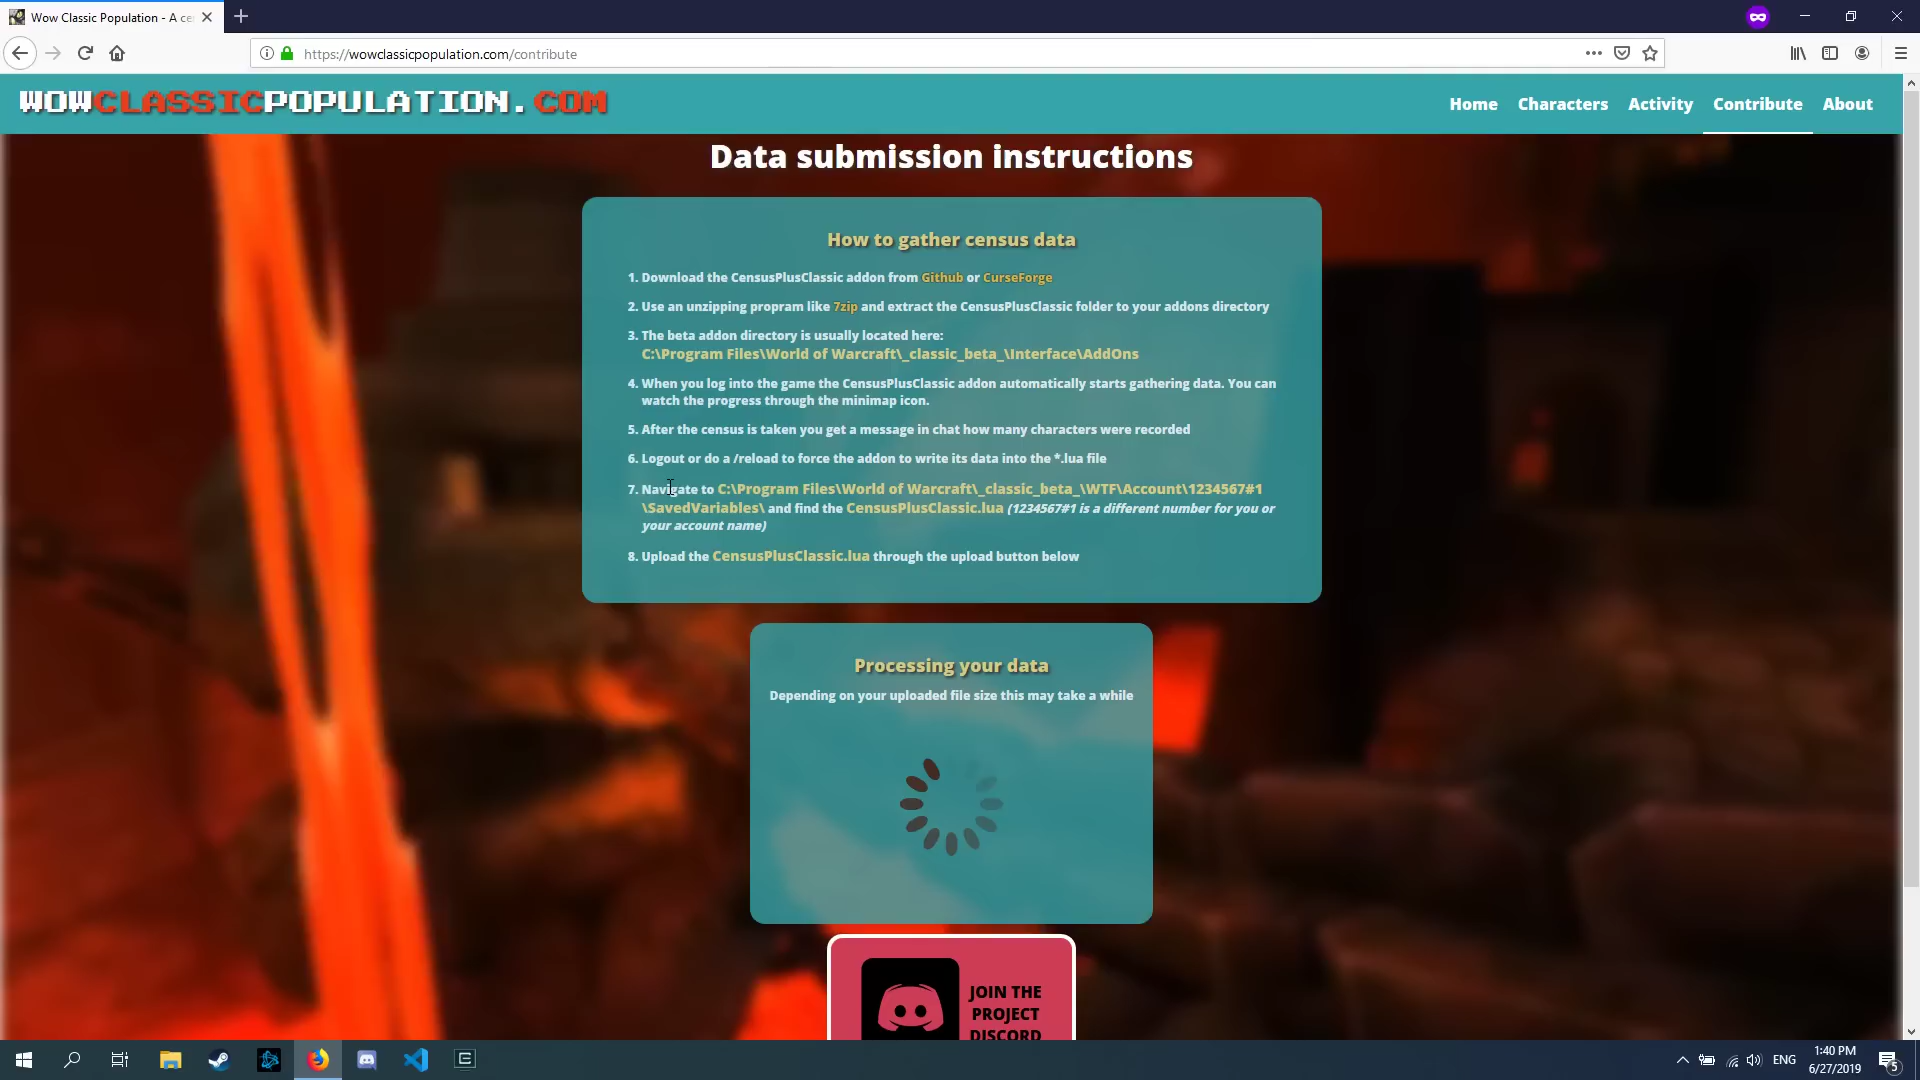 Wow Classic Population - A ce
https://wowclassicpopulation.com/contribute
WOWCLASSICPOPULATION.COM
Home Characters Activity Contribute About
Data submission instructions
How to gather census data
1. Download the CensusPlusClassic addon from Github or CurseForge
2. Use an unzipping propram like 7zip and extract the CensusPlusClassic folder to your addons directory
3. The beta addon directory is usually located here:
C:\Program Files\World of Warcraft\_classic_beta_\Interface\AddOns
4. When you log into the game the CensusPlusClassic addon automatically starts gathering data. You can
watch the progress through the minimap icon.
5. After the census is taken you get a message in chat how many characters were recorded
6. Logout or do a /reload to force the addon to write its data into the *.lua file
7. Navigate to C:\Program Files\World of Warcraft\_classic_beta_\WTF\Account\1234567#1
\SavedVariables\ and find the CensusPlusClassic.lua (1234567#1 is a different number for you or
your account name)
8. Upload the CensusPlusClassic.lua through the upload button below
Processing your data
Depending on your uploaded file size this may take a while
JOIN THE
PROJECT
DISCORD
ENG
1:40 PM
6/27/2019
5